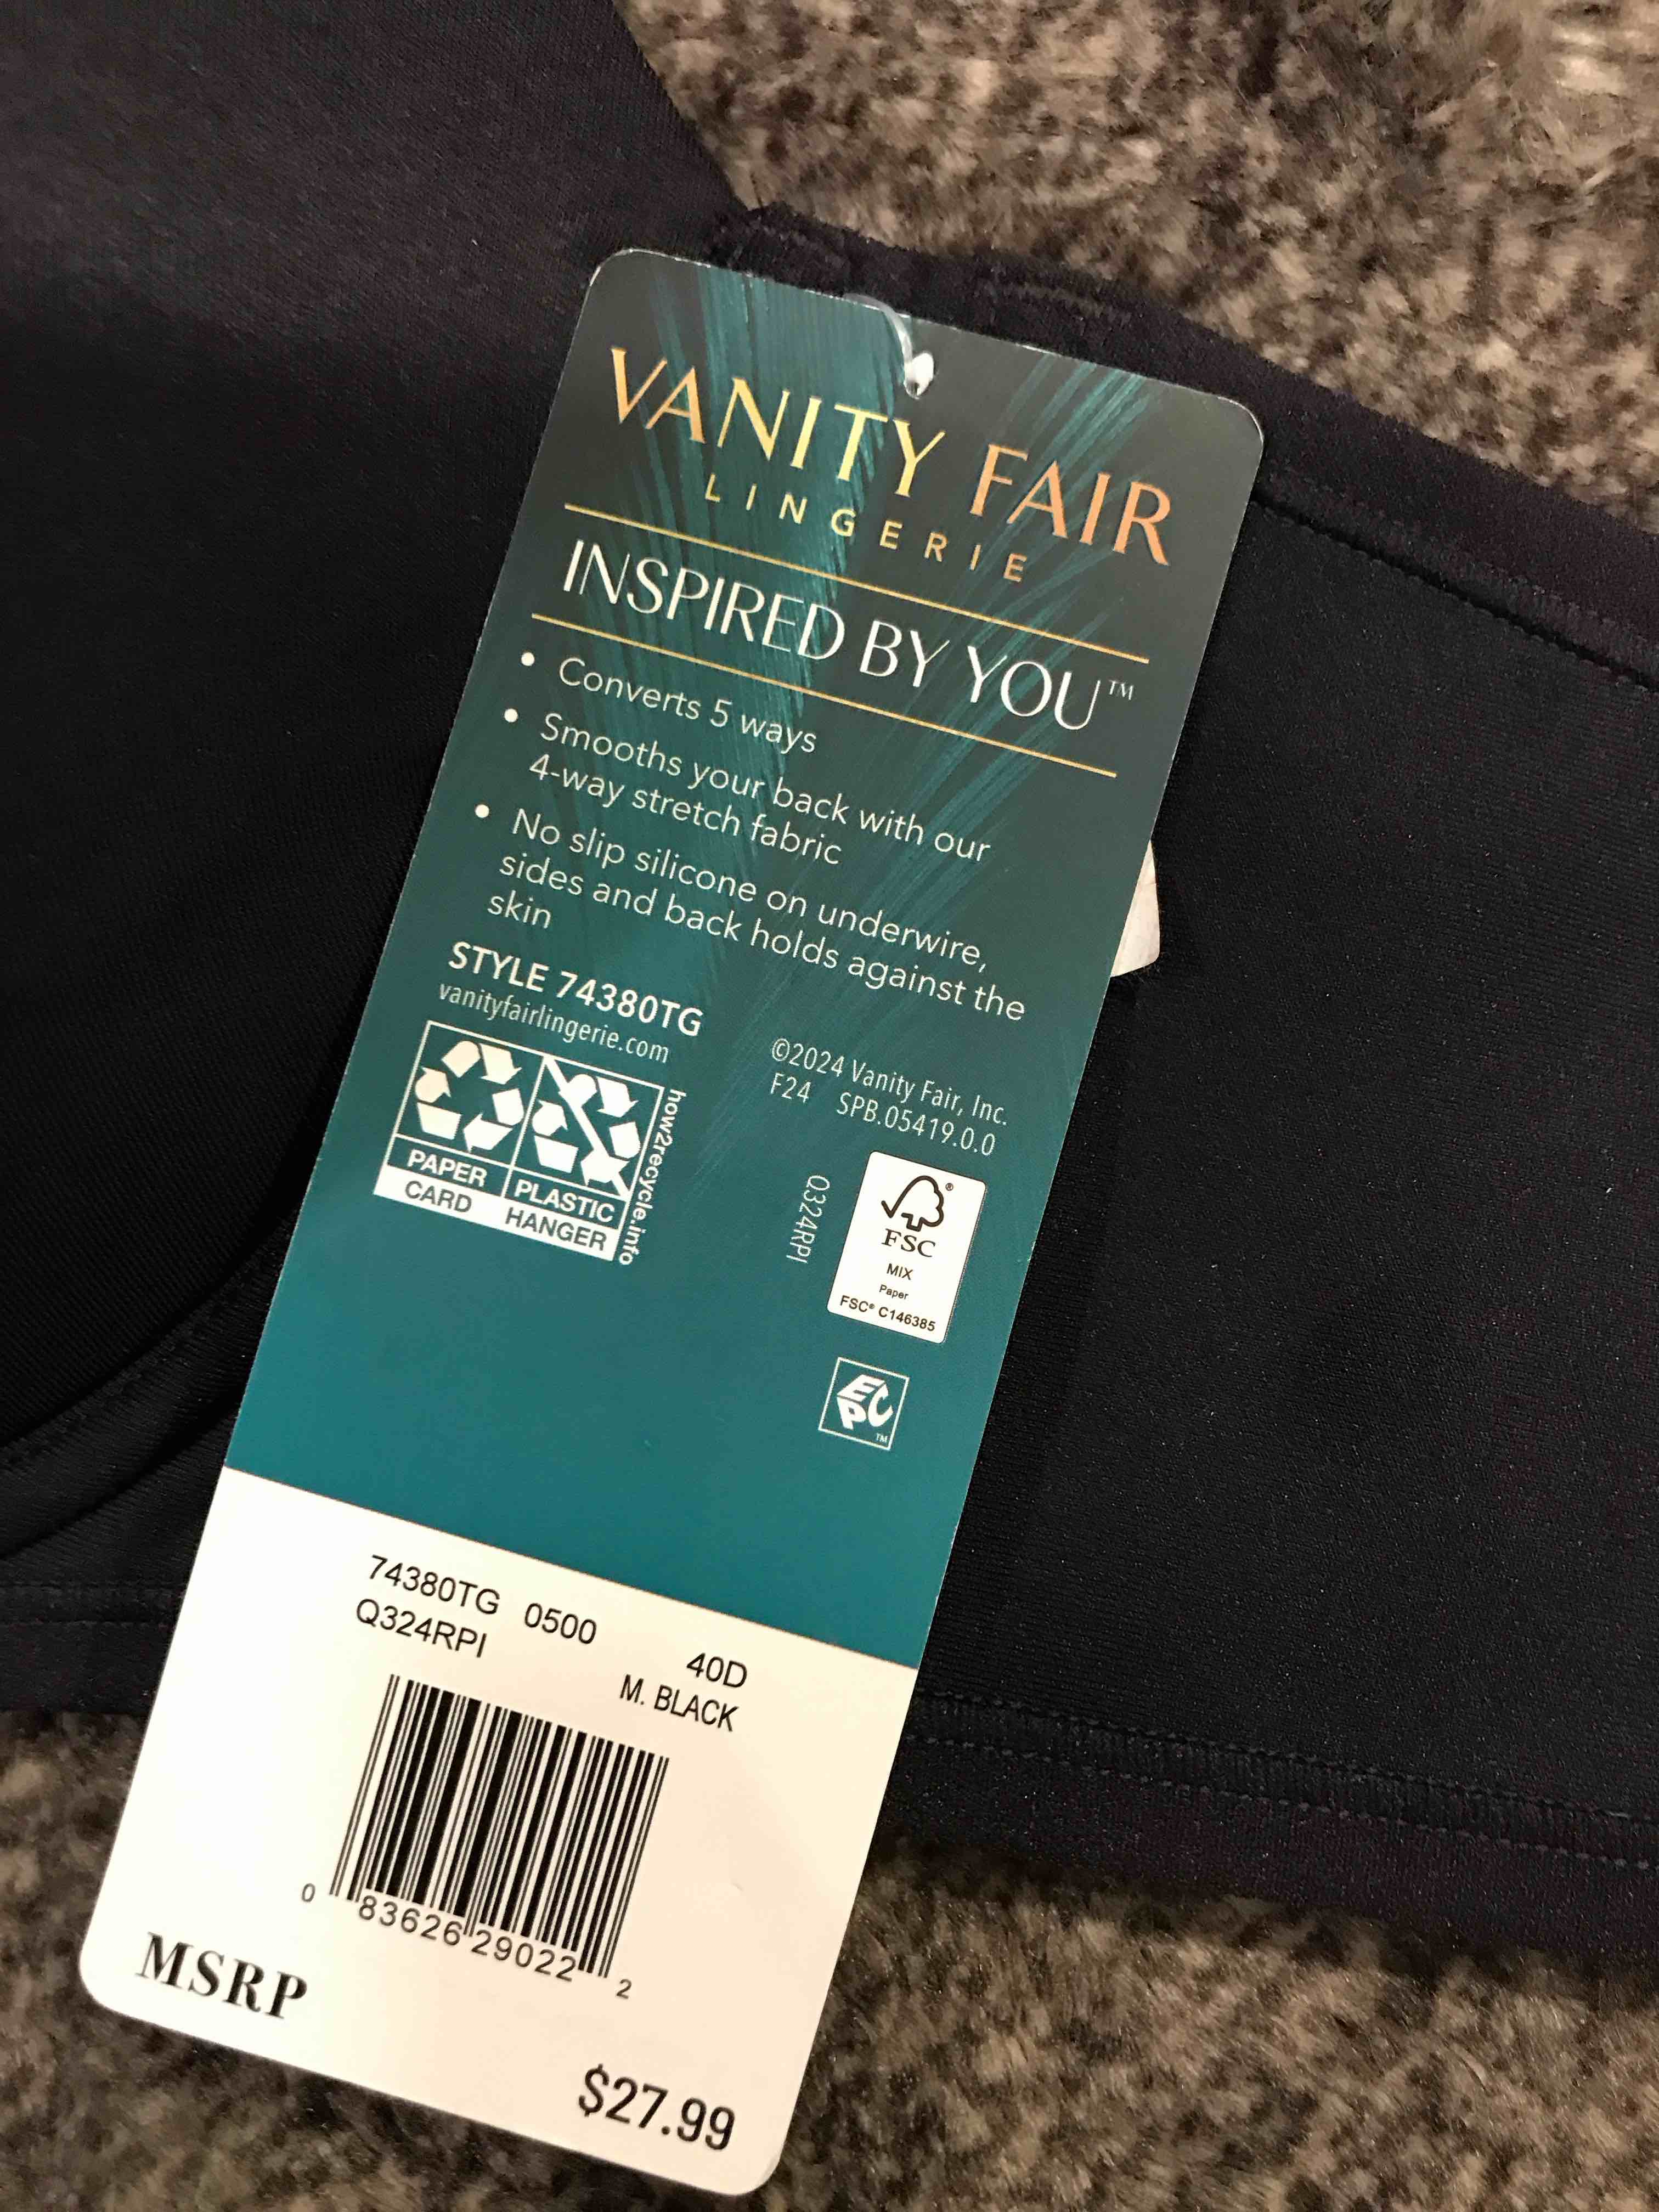 VANITY FAIR
LINGERIE
INSPIRED BY YOU™
• Converts 5 ways
• Smooths your back with our
4-way stretch fabric
• No slip silicone on underwire,
sides and back holds against the
skin
STYLE 74380TG
vanityfairlingerie.com
PAPER
CARD
PLASTIC
HANGER
how2recycle.info
©2024 Vanity Fair, Inc.
F24 SPB.05419.0.0
Q324RPI
®
FSC
MIX
Paper
FSC® C146385
EPC
TM
74380TG 0500 40D
Q324RPI M. BLACK
0 83626 29022 2
MSRP
$27.99